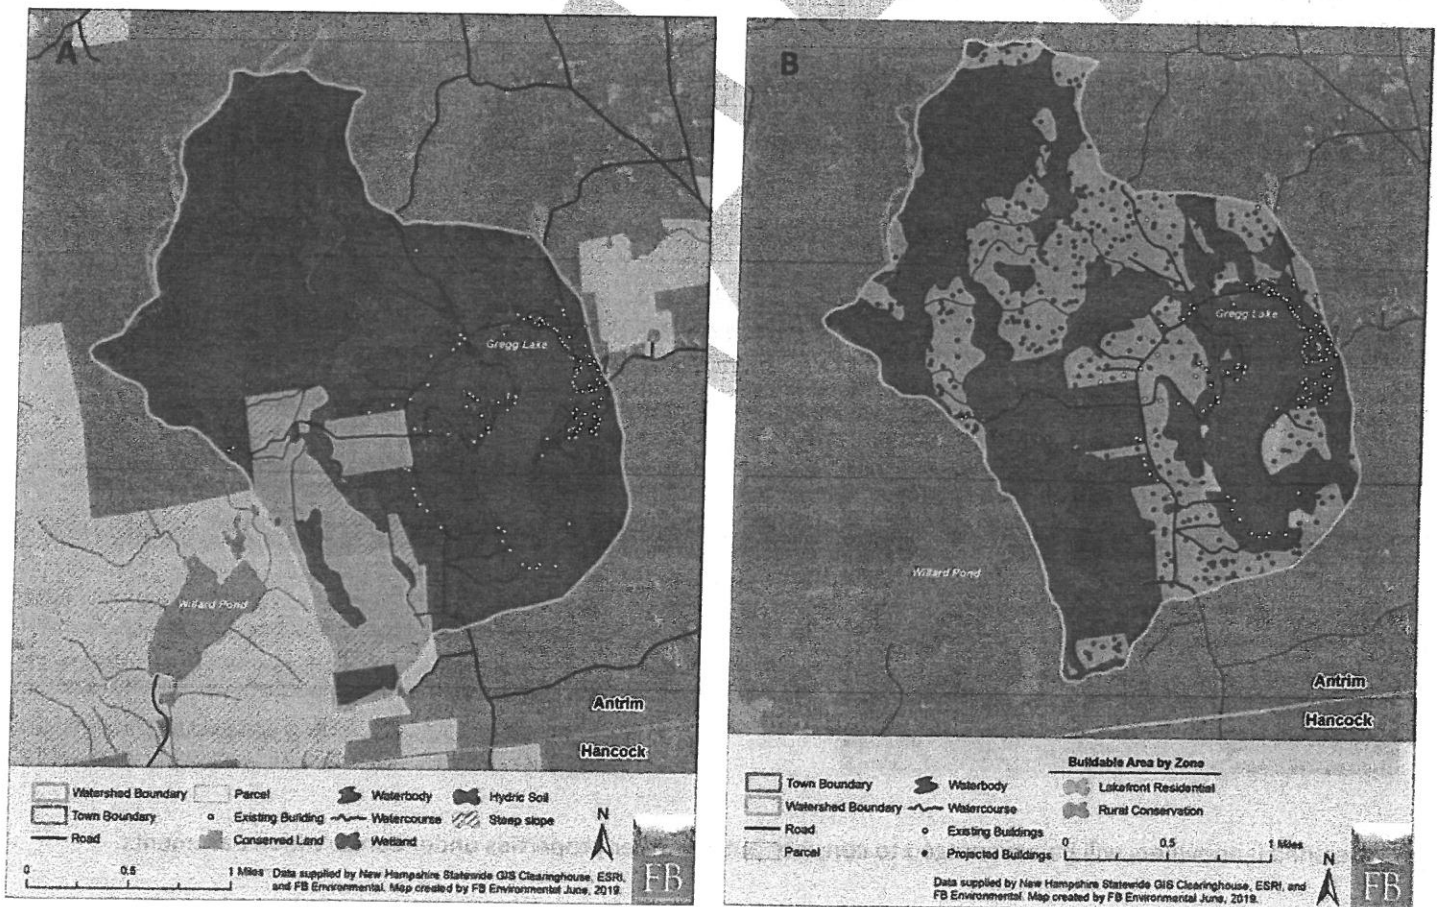 A
Gregg Lake
Willard Pond
Antrim
Hancock
Watershed Boundary
Parcel
Waterbody
Hydric Soil
Town Boundary
Existing Building
Watercourse
Steep slope
Road
Conserved Land
Wetland
N
0 0.5 1 Miles
Data supplied by New Hampshire Statewide GIS Clearinghouse, ESRI,
and FB Environmental. Map created by FB Environmental June, 2019.
FB
B
Gregg Lake
Willard Pond
Antrim
Hancock
Buildable Area by Zone
Town Boundary
Waterbody
Lakefront Residential
Watershed Boundary
Watercourse
Rural Conservation
Road
Existing Buildings
Parcel
Projected Buildings
0 0.5 1 Miles
N
Data supplied by New Hampshire Statewide GIS Clearinghouse, ESRI, and
FB Environmental. Map created by FB Environmental June, 2019.
FB